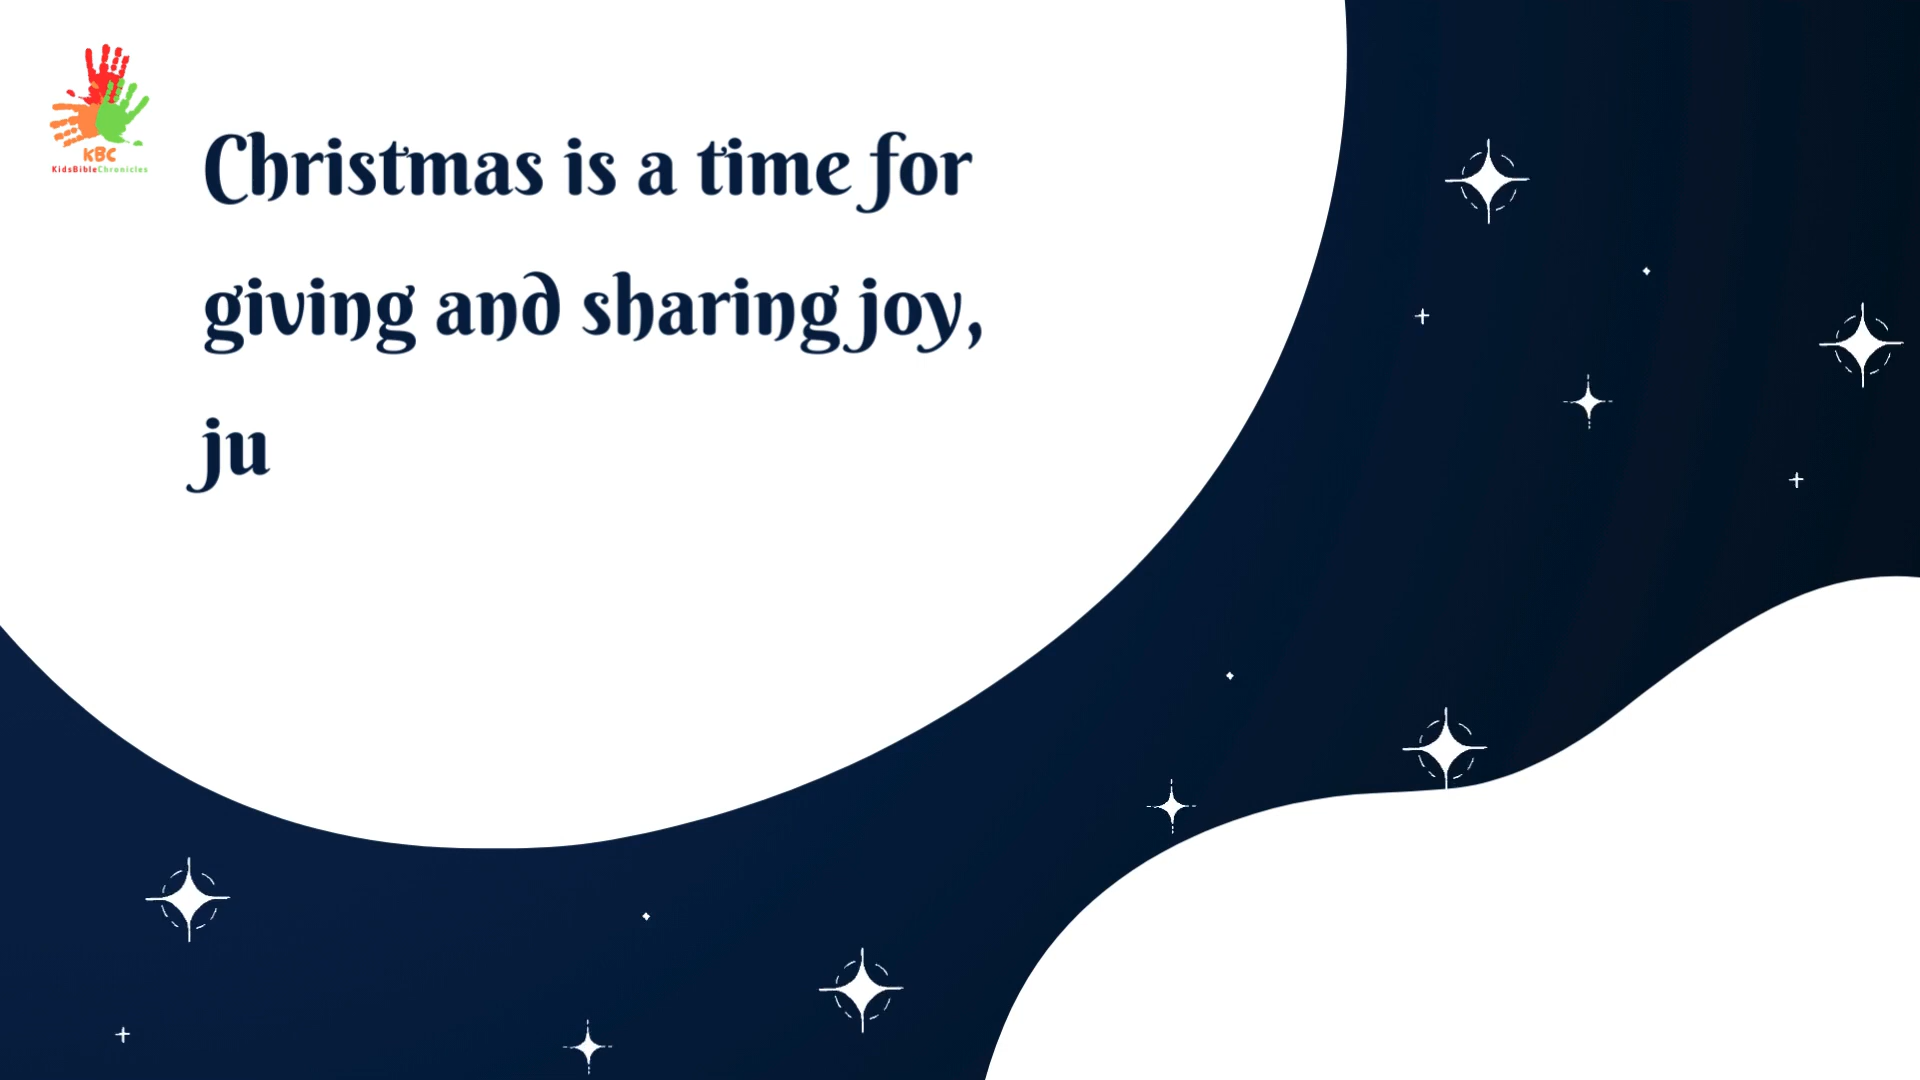 KBC
KidsBibleChronicles
Christmas is a time for
giving and sharing joy,
ju